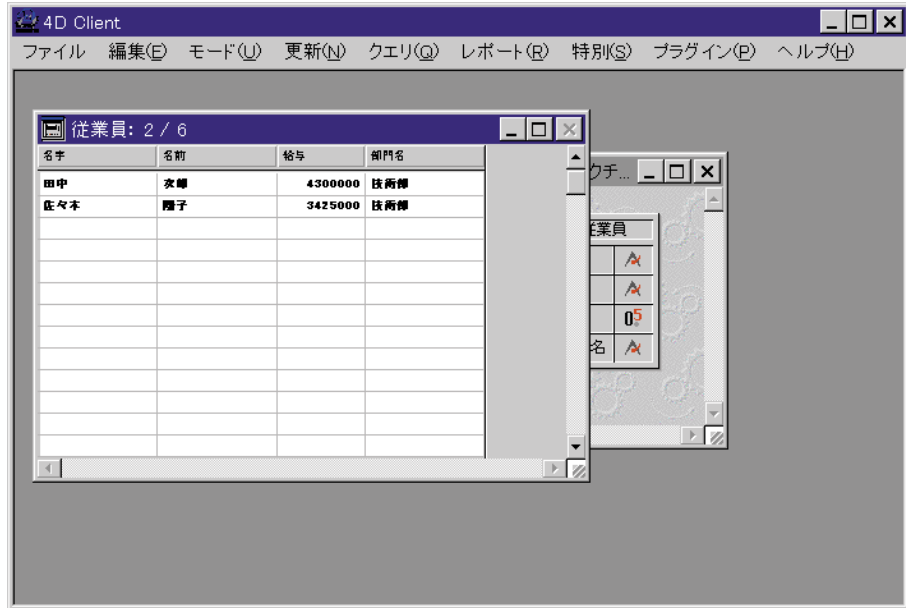 4D Client
ファイル 編集(E) モード(U) 更新(N) クエリ(Q) レポート(R) 特別(S) プラグイン(P) ヘルプ(H)
従業員: 2 / 6
名字 名前 給与 部門名
田中 次郎 4300000 技術部
佐々木 陽子 3425000 技術部
クチ...
従業員
05
名